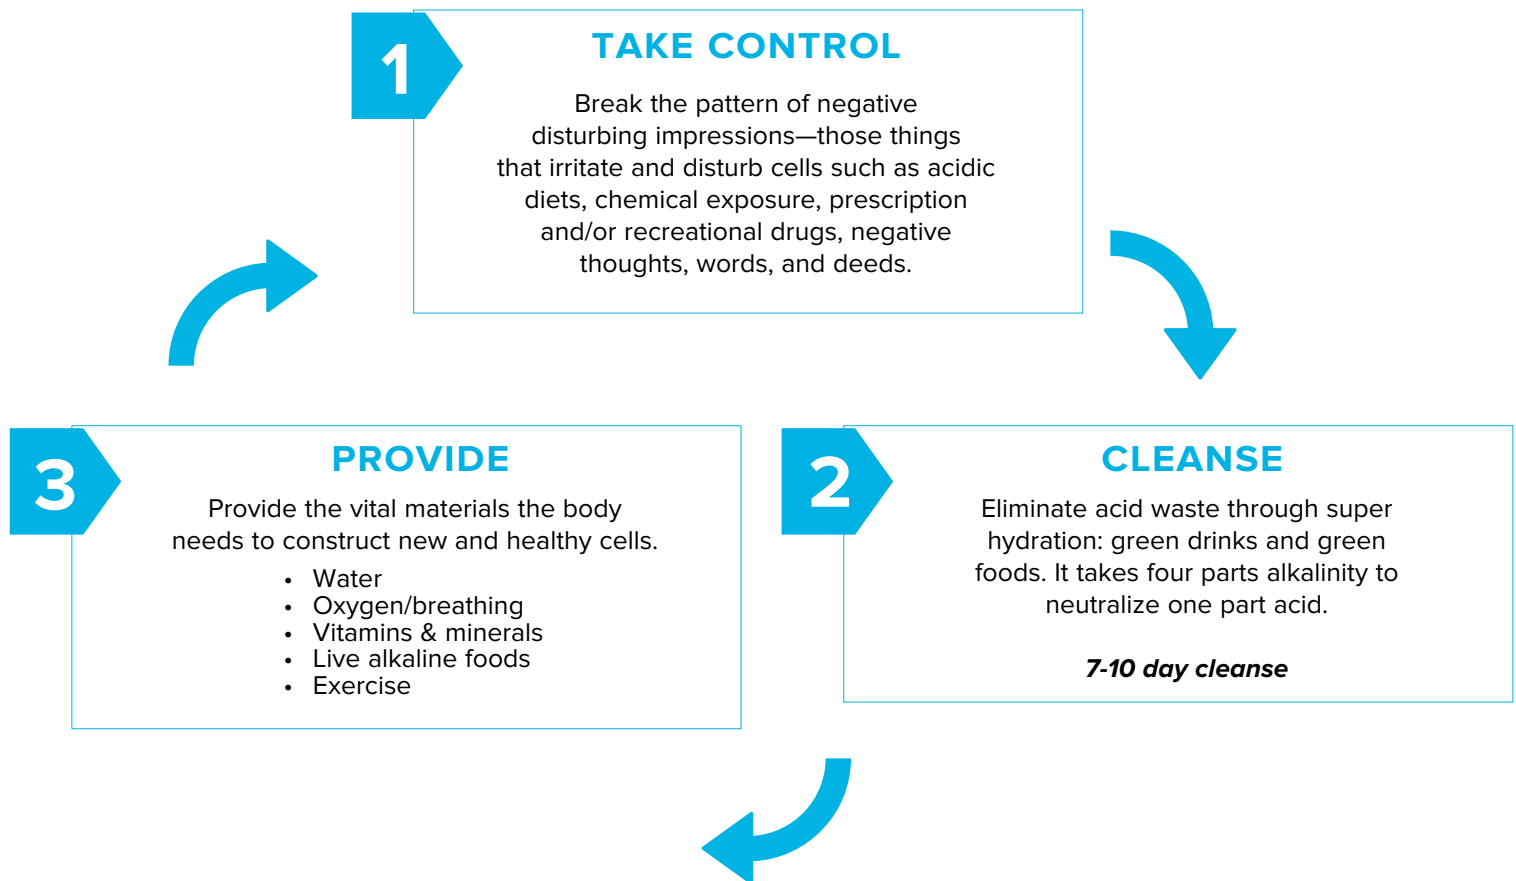 1
TAKE CONTROL
Break the pattern of negative
disturbing impressions—those things
that irritate and disturb cells such as acidic
diets, chemical exposure, prescription
and/or recreational drugs, negative
thoughts, words, and deeds.
2
CLEANSE
Eliminate acid waste through super
hydration: green drinks and green
foods. It takes four parts alkalinity to
neutralize one part acid.
7-10 day cleanse
3
PROVIDE
Provide the vital materials the body
needs to construct new and healthy cells.
• Water
• Oxygen/breathing
• Vitamins & minerals
• Live alkaline foods
• Exercise